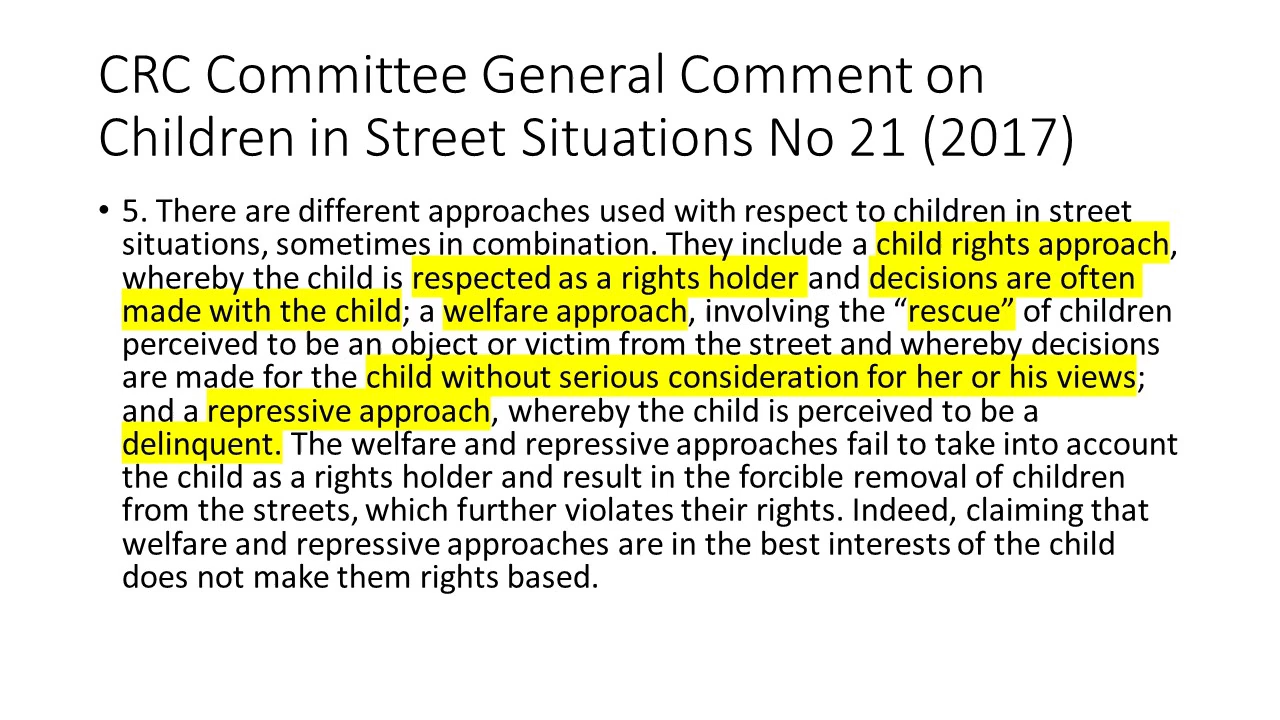 CRC Committee General Comment on
Children in Street Situations No 21 (2017)
• 5. There are different approaches used with respect to children in street
situations, sometimes in combination. They include a child rights approach,
whereby the child is respected as a rights holder and decisions are often
made with the child; a welfare approach, involving the “rescue” of children
perceived to be an object or victim from the street and whereby decisions
are made for the child without serious consideration for her or his views;
and a repressive approach, whereby the child is perceived to be a
delinquent. The welfare and repressive approaches fail to take into account
the child as a rights holder and result in the forcible removal of children
from the streets, which further violates their rights. Indeed, claiming that
welfare and repressive approaches are in the best interests of the child
does not make them rights based.